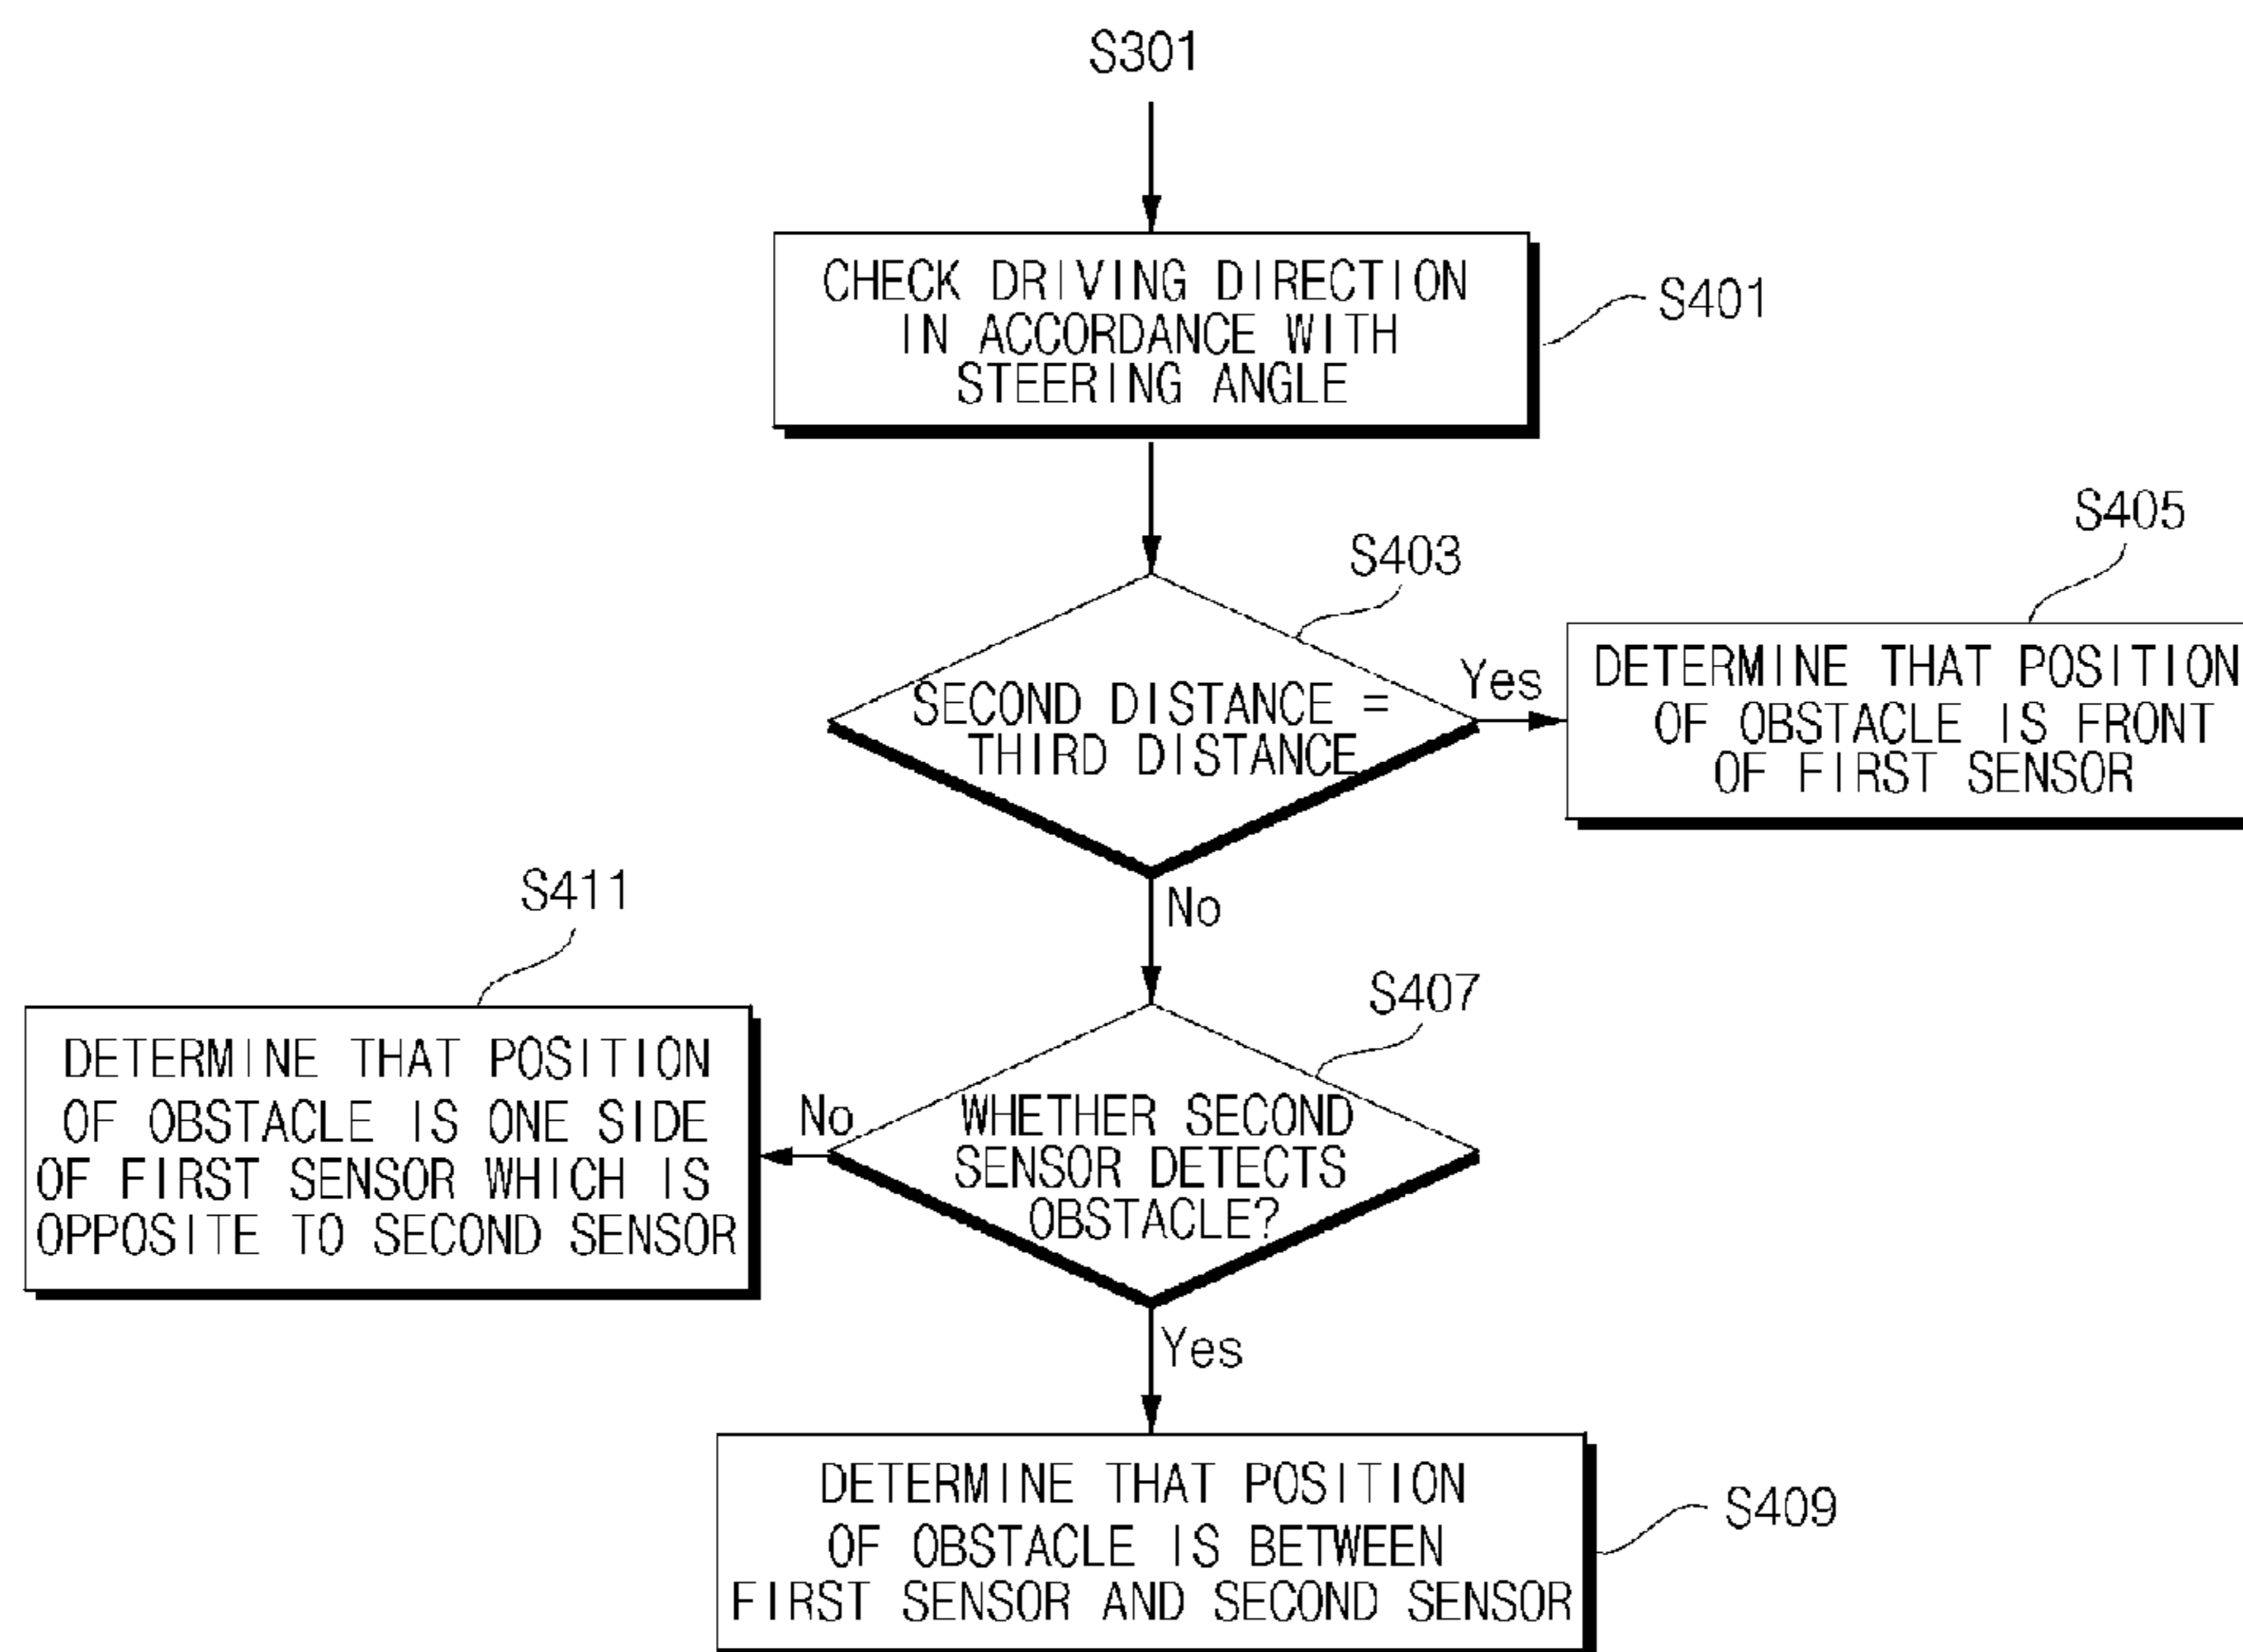 S301
CHECK DRIVING DIRECTION
IN ACCORDANCE WITH
STEERING ANGLE
S401
S403
SECOND DISTANCE =
THIRD DISTANCE
Yes
S405
DETERMINE THAT POSITION
OF OBSTACLE IS FRONT
OF FIRST SENSOR
No
S407
WHETHER SECOND
SENSOR DETECTS
OBSTACLE?
No
S411
DETERMINE THAT POSITION
OF OBSTACLE IS ONE SIDE
OF FIRST SENSOR WHICH IS
OPPOSITE TO SECOND SENSOR
Yes
DETERMINE THAT POSITION
OF OBSTACLE IS BETWEEN
FIRST SENSOR AND SECOND SENSOR
S409